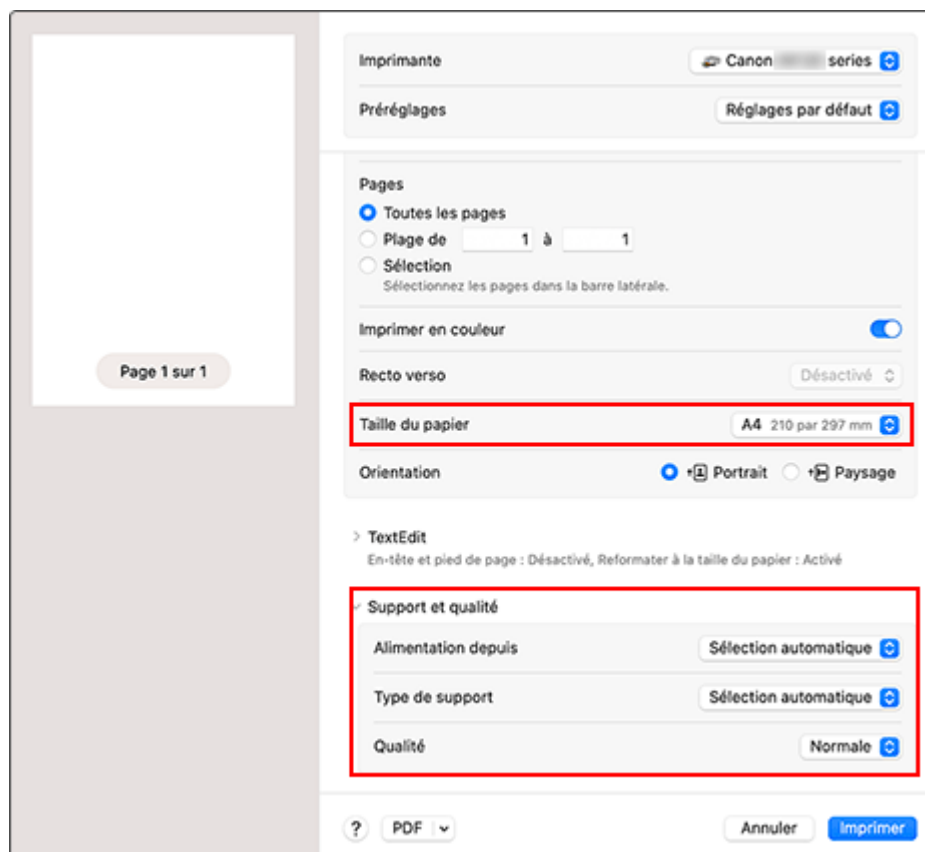 Imprimante
Canon series
Préréglages
Réglages par défaut
Pages
Toutes les pages
Plage de 1 à 1
Sélection
Sélectionnez les pages dans la barre latérale.
Imprimer en couleur
Page 1 sur 1
Recto verso
Désactivé
Taille du papier
A4 210 par 297 mm
Orientation
Portrait
Paysage
TextEdit
En-tête et pied de page : Désactivé, Reformater à la taille du papier : Activé
Support et qualité
Alimentation depuis
Sélection automatique
Type de support
Sélection automatique
Qualité
Normale
?
PDF
Annuler
Imprimer